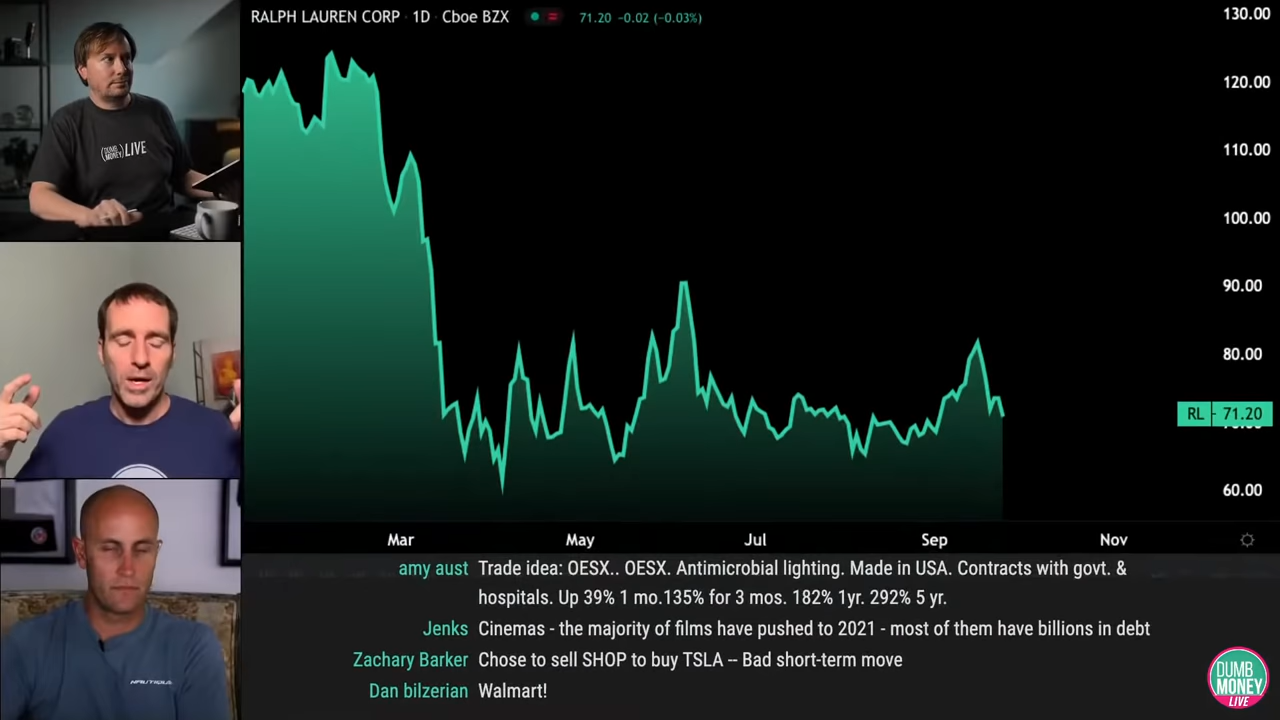 RALPH LAUREN CORP · 1D · Cboe BZX 71.20 -0.02 (-0.03%)
130.00
120.00
110.00
100.00
90.00
80.00
RL 71.20
60.00
Mar May Jul Sep Nov
(DUMB MONEY) LIVE
NAUTICA
amy aust Trade idea: OESX.. OESX. Antimicrobial lighting. Made in USA. Contracts with govt. &
hospitals. Up 39% 1 mo.135% for 3 mos. 182% 1yr. 292% 5 yr.
Jenks Cinemas - the majority of films have pushed to 2021 - most of them have billions in debt
Zachary Barker Chose to sell SHOP to buy TSLA -- Bad short-term move
Dan bilzerian Walmart!
DUMB
MONEY
LIVE